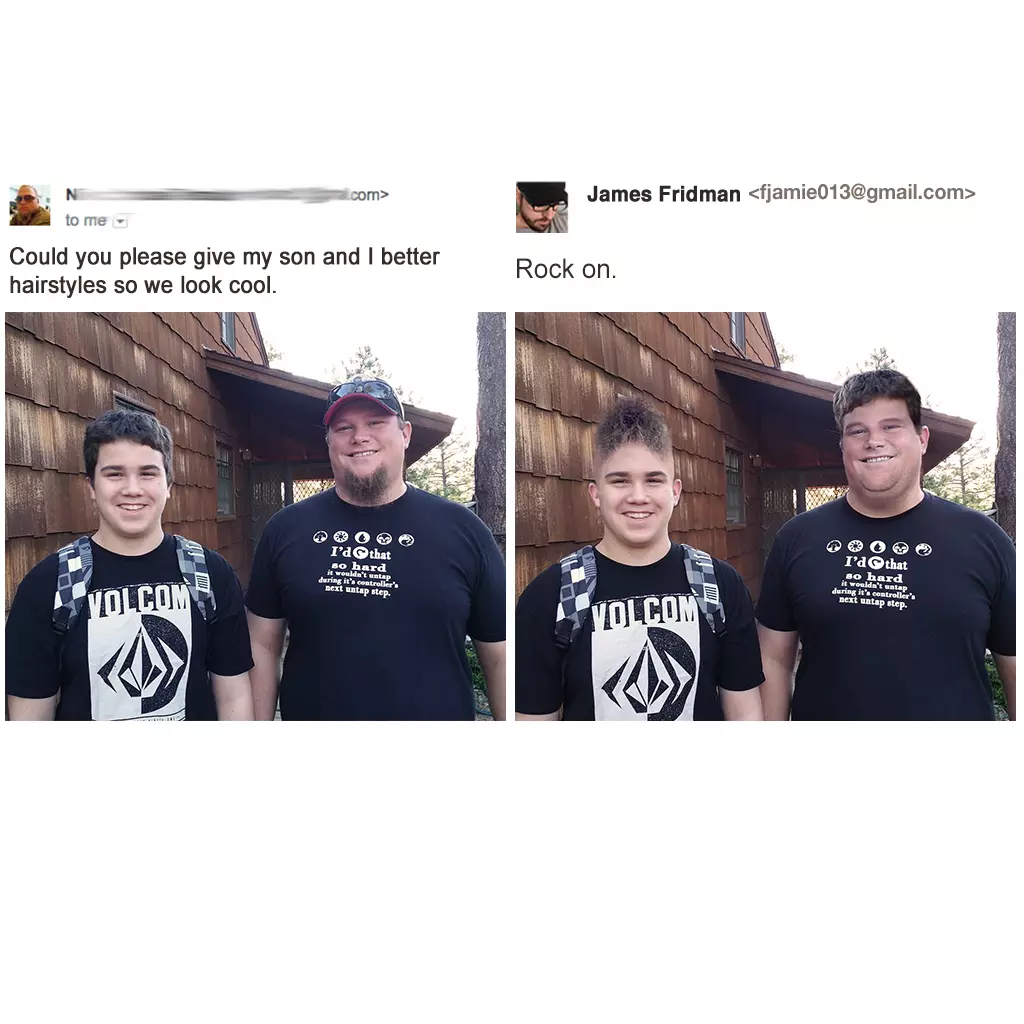 N
.com>
to me
Could you please give my son and I better
hairstyles so we look cool.
James Fridman <fjamie013@gmail.com>
Rock on.
VOLCOM
I'd that
so hard
it wouldn't untap
during it's controller's
next untap step.
VOLCOM
I'd that
so hard
it wouldn't untap
during it's controller's
next untap step.